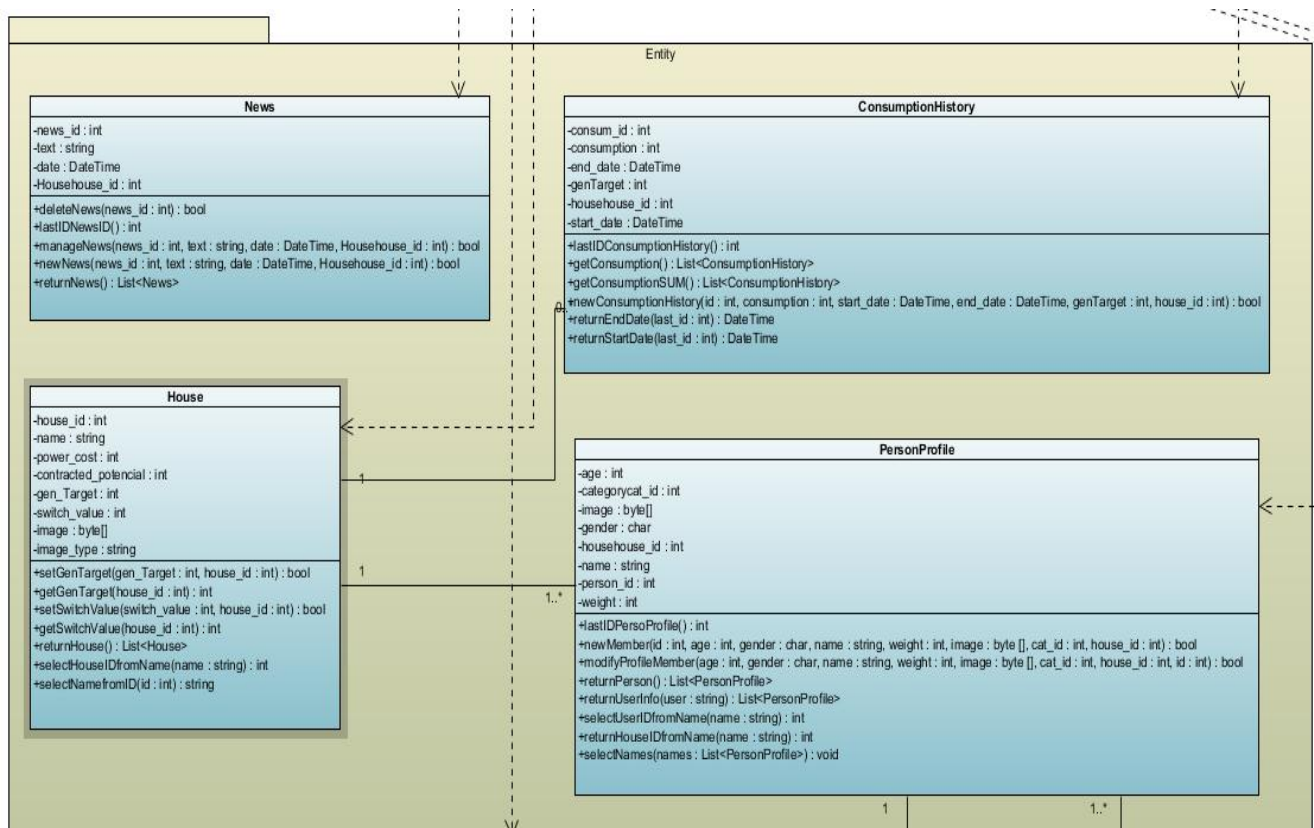 Entity
News
-news_id : int
-text : string
-date : DateTime
-Househouse_id : int
+deleteNews(news_id : int) : bool
+lastIDNewsID() : int
+manageNews(news_id : int, text : string, date : DateTime, Househouse_id : int) : bool
+newNews(news_id : int, text : string, date : DateTime, Househouse_id : int) : bool
+returnNews() : List<News>
ConsumptionHistory
-consum_id : int
-consumption : int
-end_date : DateTime
-genTarget : int
-househouse_id : int
-start_date : DateTime
+lastIDConsumptionHistory() : int
+getConsumption() : List<ConsumptionHistory>
+getConsumptionSUM() : List<ConsumptionHistory>
+newConsumptionHistory(id : int, consumption : int, start_date : DateTime, end_date : DateTime, genTarget : int, house_id : int) : bool
+returnEndDate(last_id : int) : DateTime
+returnStartDate(last_id : int) : DateTime
House
-house_id : int
-name : string
-power_cost : int
-contracted_potencial : int
-gen_Target : int
-switch_value : int
-image : byte[]
-image_type : string
+setGenTarget(gen_Target : int, house_id : int) : bool
+getGenTarget(house_id : int) : int
+setSwitchValue(switch_value : int, house_id : int) : bool
+getSwitchValue(house_id : int) : int
+returnHouse() : List<House>
+selectHouseIDfromName(name : string) : int
+selectNamefromID(id : int) : string
1
1
1..*
PersonProfile
-age : int
-categorycat_id : int
-image : byte[]
-gender : char
-househouse_id : int
-name : string
-person_id : int
-weight : int
+lastIDPersoProfile() : int
+newMember(id : int, age : int, gender : char, name : string, weight : int, image : byte [], cat_id : int, house_id : int) : bool
+modifyProfileMember(age : int, gender : char, name : string, weight : int, image : byte [], cat_id : int, house_id : int, id : int) : bool
+returnPerson() : List<PersonProfile>
+returnUserInfo(user : string) : List<PersonProfile>
+selectUserIDfromName(name : string) : int
+returnHouseIDfromName(name : string) : int
+selectNames(names : List<PersonProfile>) : void
1
1..*